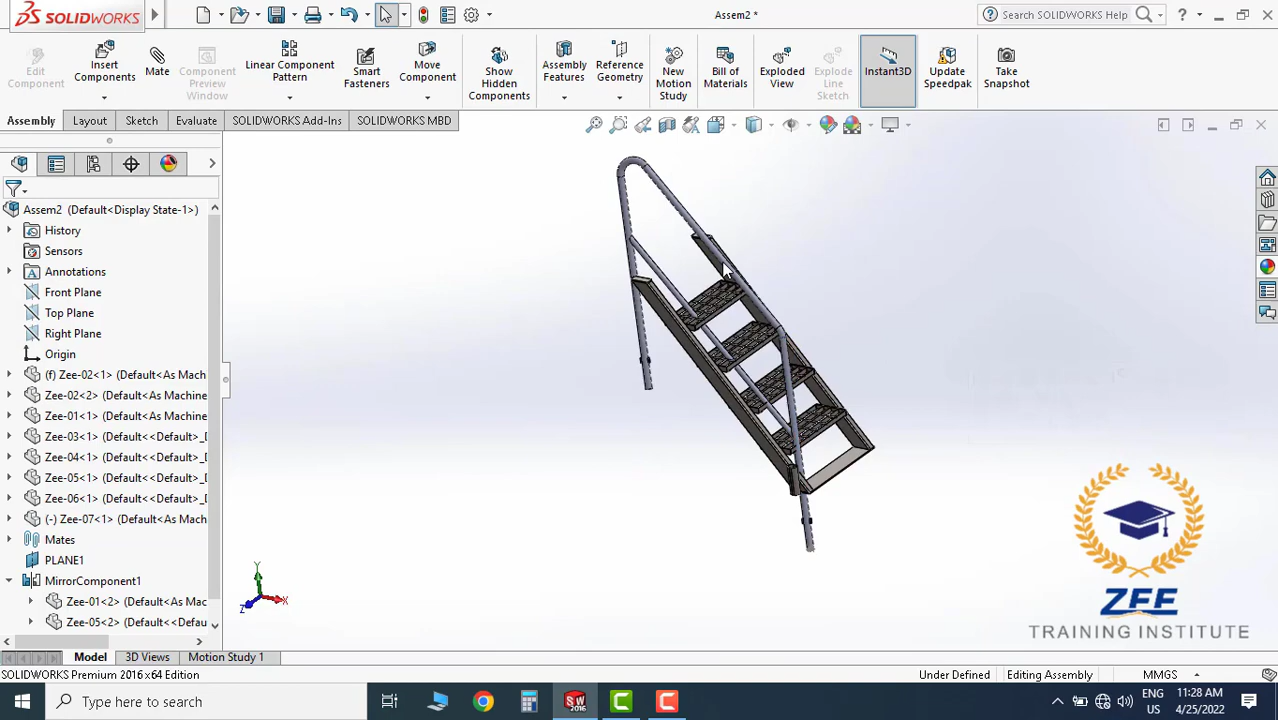 SOLIDWORKS
Assem2 *
Search SOLIDWORKS Help
Edit Component
Insert Components
Mate
Component Preview Window
Linear Component Pattern
Smart Fasteners
Move Component
Show Hidden Components
Assembly Features
Reference Geometry
New Motion Study
Bill of Materials
Exploded View
Explode Line Sketch
Instant3D
Update Speedpak
Take Snapshot
Assembly
Layout
Sketch
Evaluate
SOLIDWORKS Add-Ins
SOLIDWORKS MBD
Assem2 (Default<Display State-1>)
History
Sensors
Annotations
Front Plane
Top Plane
Right Plane
Origin
(f) Zee-02<1> (Default<As Mach
Zee-02<2> (Default<As Machine
Zee-01<1> (Default<As Machine
Zee-03<1> (Default<<Default>_D
Zee-04<1> (Default<<Default>_D
Zee-05<1> (Default<<Default>_D
Zee-06<1> (Default<<Default>_D
(-) Zee-07<1> (Default<As Mach
Mates
PLANE1
MirrorComponent1
Zee-01<2> (Default<As Mac
Zee-05<2> (Default<<Defau
Y
X
Z
ZEE
TRAINING INSTITUTE
Model
3D Views
Motion Study 1
SOLIDWORKS Premium 2016 x64 Edition
Under Defined
Editing Assembly
MMGS
Type here to search
SW
2016
ENG
US
11:28 AM
4/25/2022